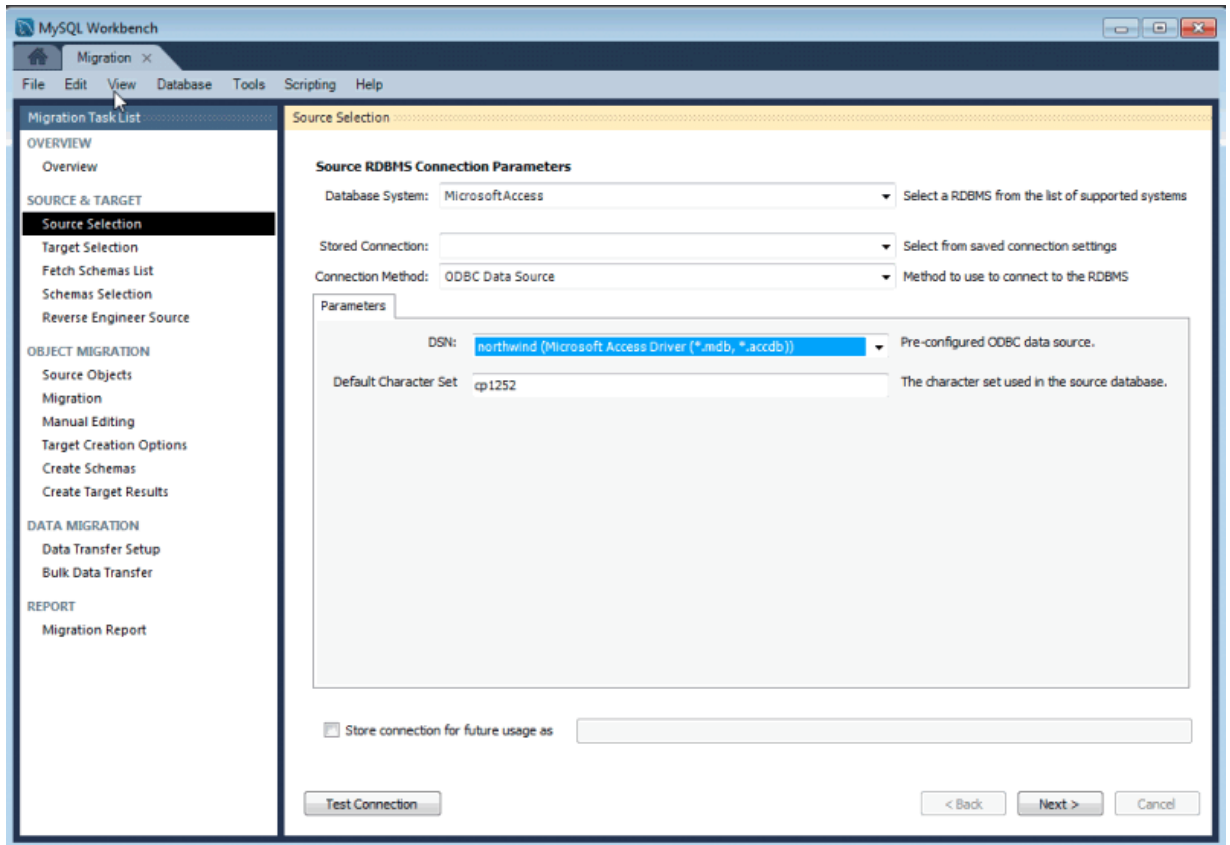 MySQL Workbench
Migration
File Edit View Database Tools Scripting Help
Migration Task List
OVERVIEW
Overview
SOURCE & TARGET
Source Selection
Target Selection
Fetch Schemas List
Schemas Selection
Reverse Engineer Source
OBJECT MIGRATION
Source Objects
Migration
Manual Editing
Target Creation Options
Create Schemas
Create Target Results
DATA MIGRATION
Data Transfer Setup
Bulk Data Transfer
REPORT
Migration Report
Source Selection
Source RDBMS Connection Parameters
Database System: MicrosoftAccess Select a RDBMS from the list of supported systems
Stored Connection: Select from saved connection settings
Connection Method: ODBC Data Source Method to use to connect to the RDBMS
Parameters
DSN: northwind (Microsoft Access Driver (*.mdb, *.accdb)) Pre-configured ODBC data source.
Default Character Set cp1252 The character set used in the source database.
Store connection for future usage as
Test Connection < Back Next > Cancel